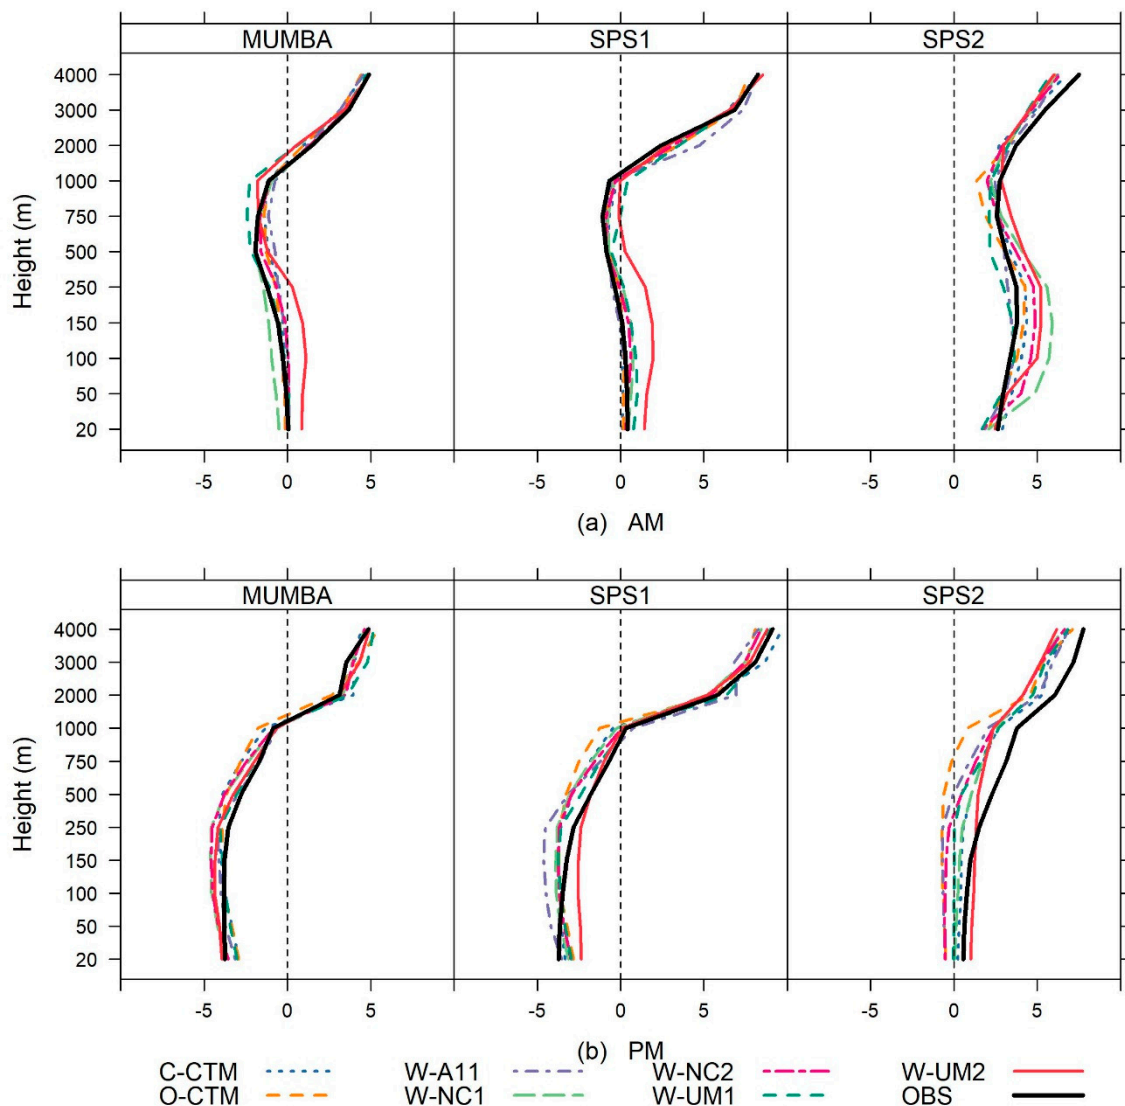 MUMBA SPS1 SPS2
4000
3000
2000
1000
750
500
250
150
100
50
20
Height (m)
-5 0 5 -5 0 5 -5 0 5
(a) AM
MUMBA SPS1 SPS2
4000
3000
2000
1000
750
500
250
150
100
50
20
Height (m)
-5 0 5 -5 0 5 -5 0 5
(b) PM
C-CTM W-A11 W-NC2 W-UM2
O-CTM W-NC1 W-UM1 OBS